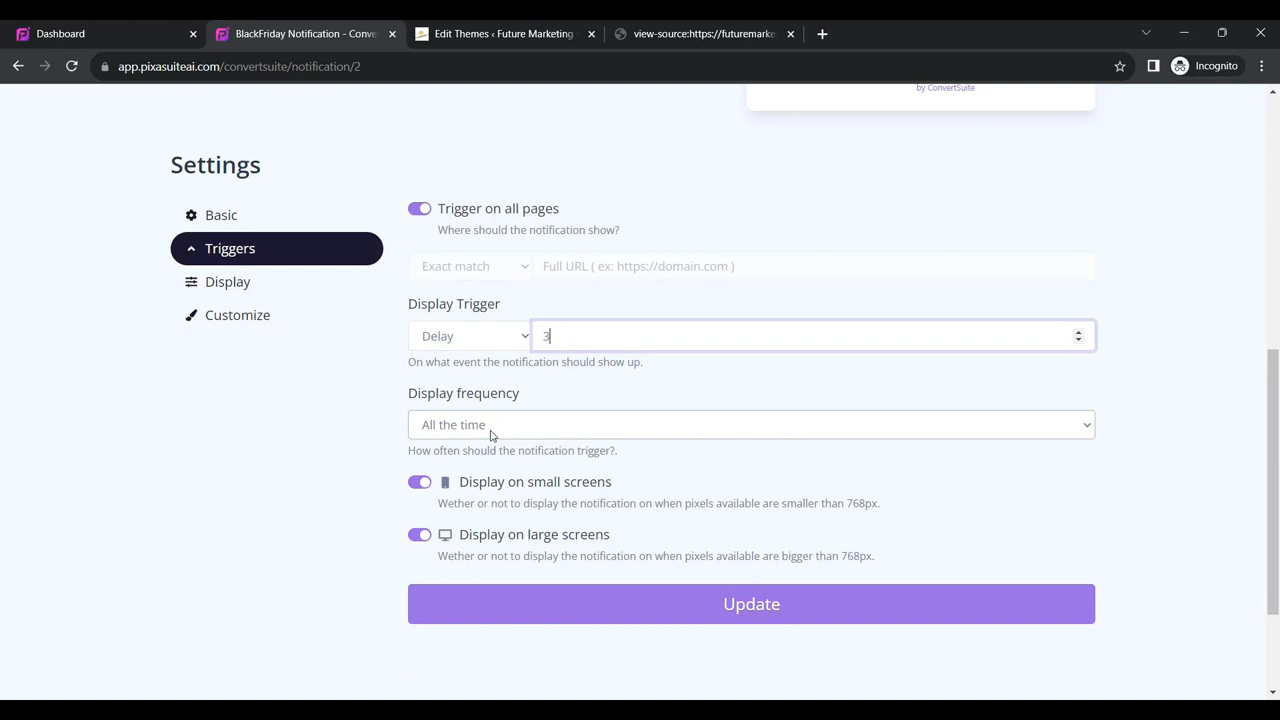 Dashboard
BlackFriday Notification - Conve
Edit Themes ‹ Future Marketing
view-source:https://futuremarke
app.pixasuiteai.com/convertsuite/notification/2
Incognito
by ConvertSuite
Settings
Basic
Triggers
Display
Customize
Trigger on all pages
Where should the notification show?
Exact match
Full URL ( ex: https://domain.com )
Display Trigger
Delay
3
On what event the notification should show up.
Display frequency
All the time
How often should the notification trigger?.
Display on small screens
Wether or not to display the notification on when pixels available are smaller than 768px.
Display on large screens
Wether or not to display the notification on when pixels available are bigger than 768px.
Update